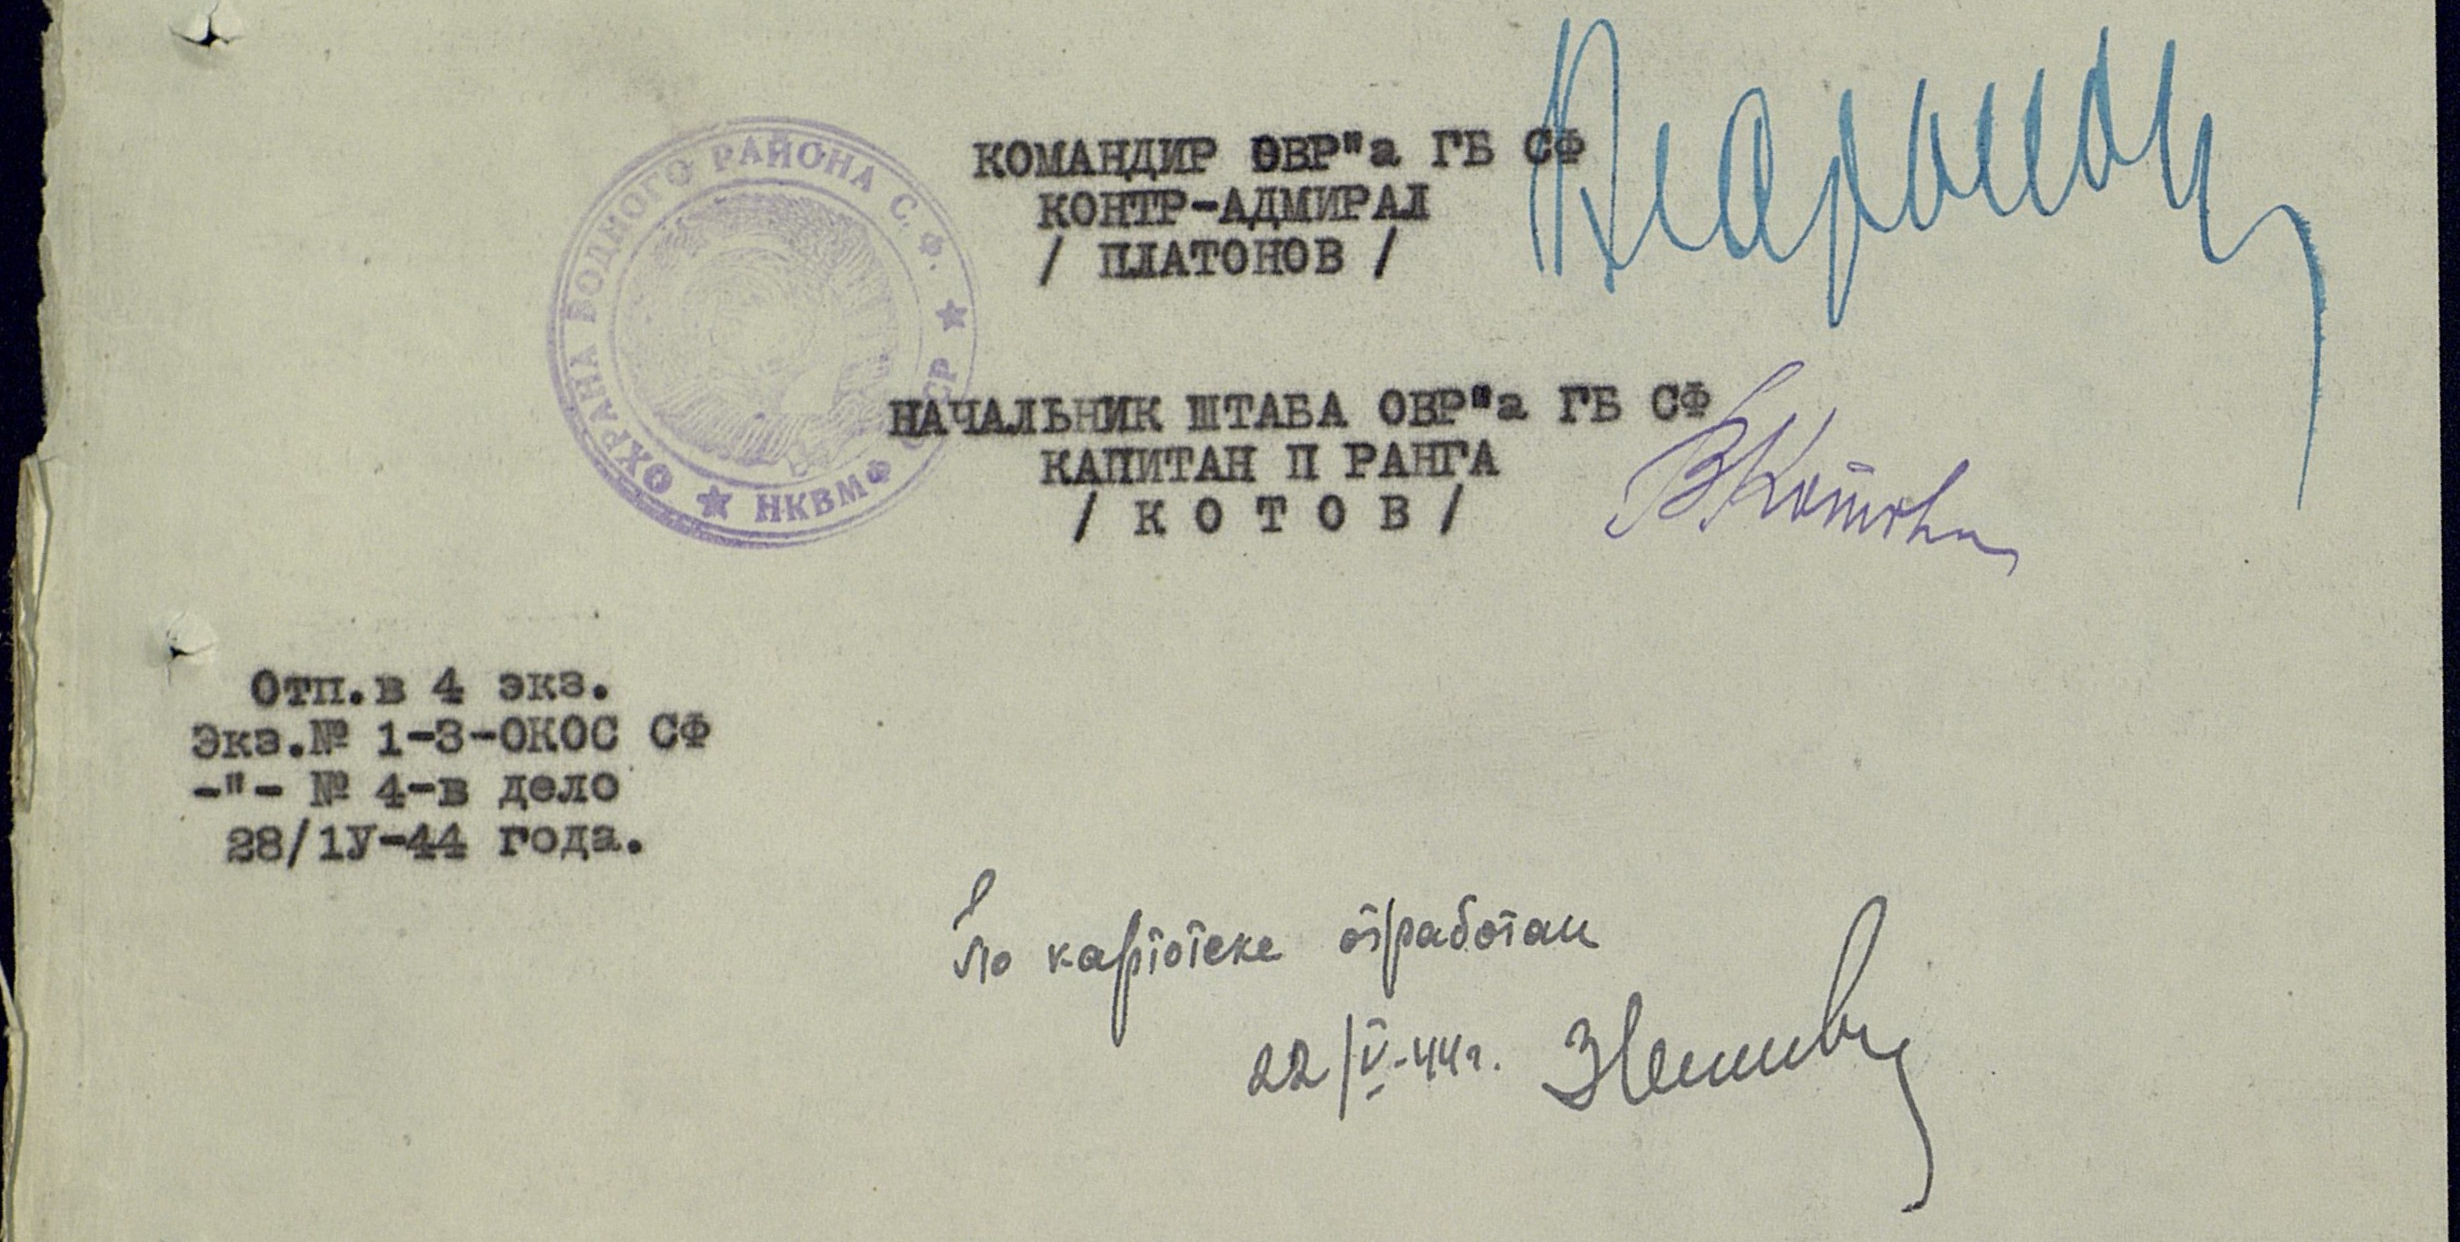 ОХРАНА ВОДНОГО РАЙОНА С.Ф. ★ НКВМФ СССР ★
КОМАНДИР ОВР"а ГБ СФ
КОНТР-АДМИРАЛ
/ ПЛАТОНОВ /
НАЧАЛЬНИК ШТАБА ОВР"а ГБ СФ
КАПИТАН П РАНГА
/ К О Т О В /
В Котов
Отп.в 4 экз.
Экз.№ 1-3-ОКОС СФ
-"- № 4-в дело
28/1У-44 года.
По картотеке отработан
22/V-44г.